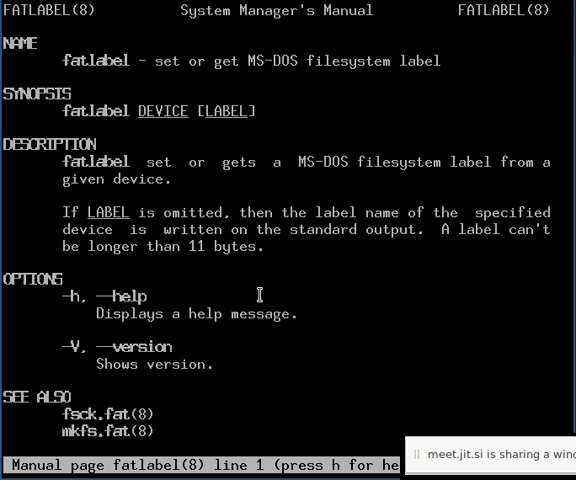 FATLABEL(8) System Manager's Manual FATLABEL(8)
NAME
fatlabel - set or get MS-DOS filesystem label
SYNOPSIS
fatlabel DEVICE [LABEL]
DESCRIPTION
fatlabel set or gets a MS-DOS filesystem label from a
given device.
If LABEL is omitted, then the label name of the specified
device is written on the standard output. A label can't
be longer than 11 bytes.
OPTIONS
-h, --help
Displays a help message.
-V, --version
Shows version.
SEE ALSO
fsck.fat(8)
mkfs.fat(8)
Manual page fatlabel(8) line 1 (press h for he
meet.jit.si is sharing a wind